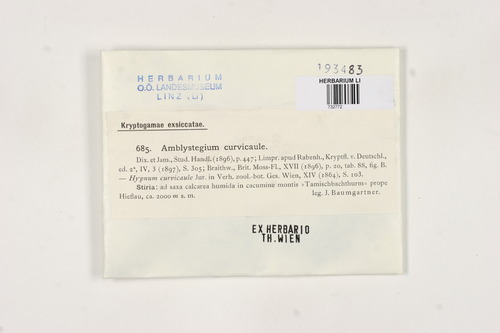 193483
HERBARIUM
O.Ö. LANDESMUSEUM
LINZ (LI)
HERBARIUM LI
732772
Kryptogamae exsiccatae.
685. Amblystegium curvicaule.
Dix. et Jam., Stud. Handb. (1896), p. 447; Limpr. apud Rabenh., Kryptfl. v. Deutschl.,
ed. 2ª, IV, 3 (1897), S. 305; Braithw., Brit. Moss-Fl., XVII (1896), p. 20, tab. 88, fig. B.
— Hypnum curvicaule Jur. in Verh. zool.-bot. Ges. Wien, XIV (1864), S. 103.
Stiria: ad saxa calcarea humida in cacumine montis »Tamischbachthurm« prope
Hieflau, ca. 2000 m s. m.
leg. J. Baumgartner.
EX HERBARIO
TH. WIEN